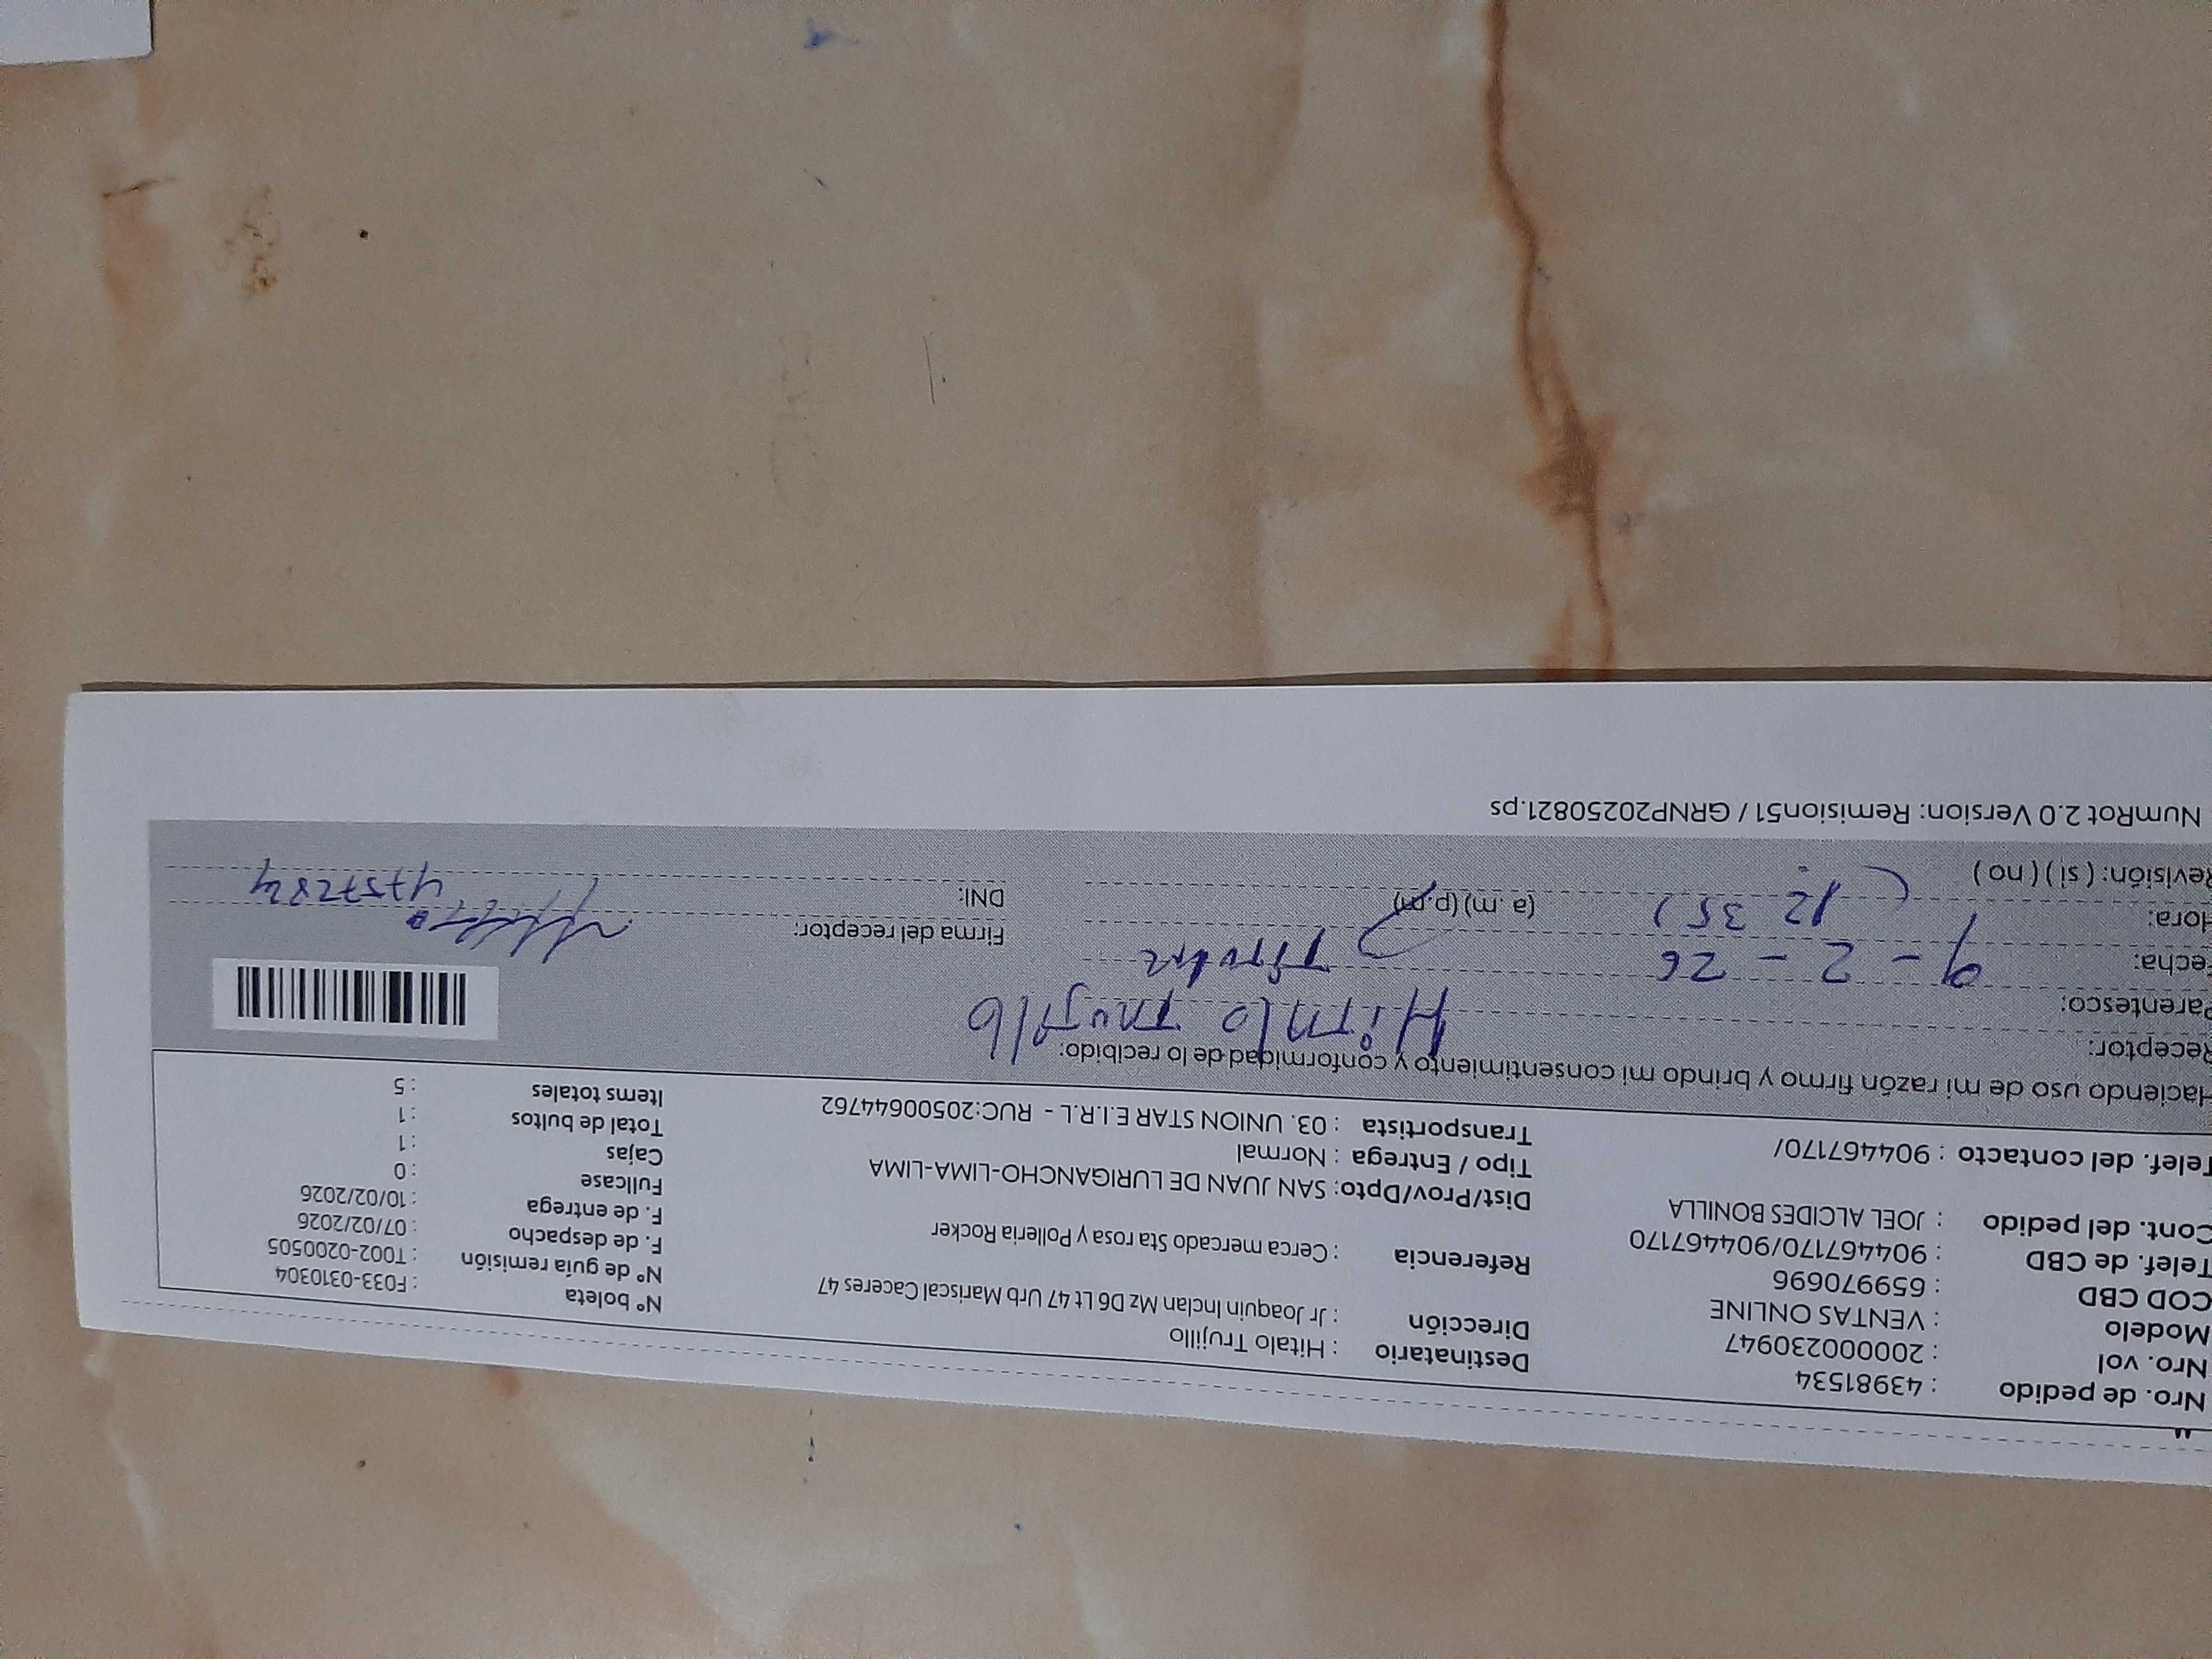 Nro. de pedido : 43981534
Nro. vol : 2000000230947
Modelo : VENTAS ONLINE
COD CBD : 659970696
Telef. de CBD : 904467170/904467170
Cont. del pedido : JOEL ALCIDES BONILLA
Telef. del contacto : 904467170/
Destinatario : Hitalo Trujillo
Dirección : Jr Joaquin Inclan Mz D6 Lt 47 Urb Mariscal Caceres 47
Referencia : Cerca mercado Sta rosa y Polleria Rocker
Dist/Prov/Dpto: SAN JUAN DE LURIGANCHO-LIMA-LIMA
Tipo / Entrega : Normal
Transportista : 03. UNION STAR E.I.R.L - RUC:20500644762
N° boleta : F033-0310304
N° de guía remisión : T002-0200505
F. de despacho : 07/02/2026
F. de entrega : 10/02/2026
Fullcase : 0
Cajas : 1
Total de bultos : 1
Items totales : 5
Haciendo uso de mi razón firmo y brindo mi consentimiento y conformidad de lo recibido:
Receptor: Hitalo Trujillo
Parentesco: Titular
Fecha: 9 - 2 - 26
Hora: ( 12: 35 ) (a. m) (p.m)
Revisión: ( si ) ( no )
Firma del receptor:
DNI: 47572824
NumRot 2.0 Version: Remision51 / GRNP20250821.ps